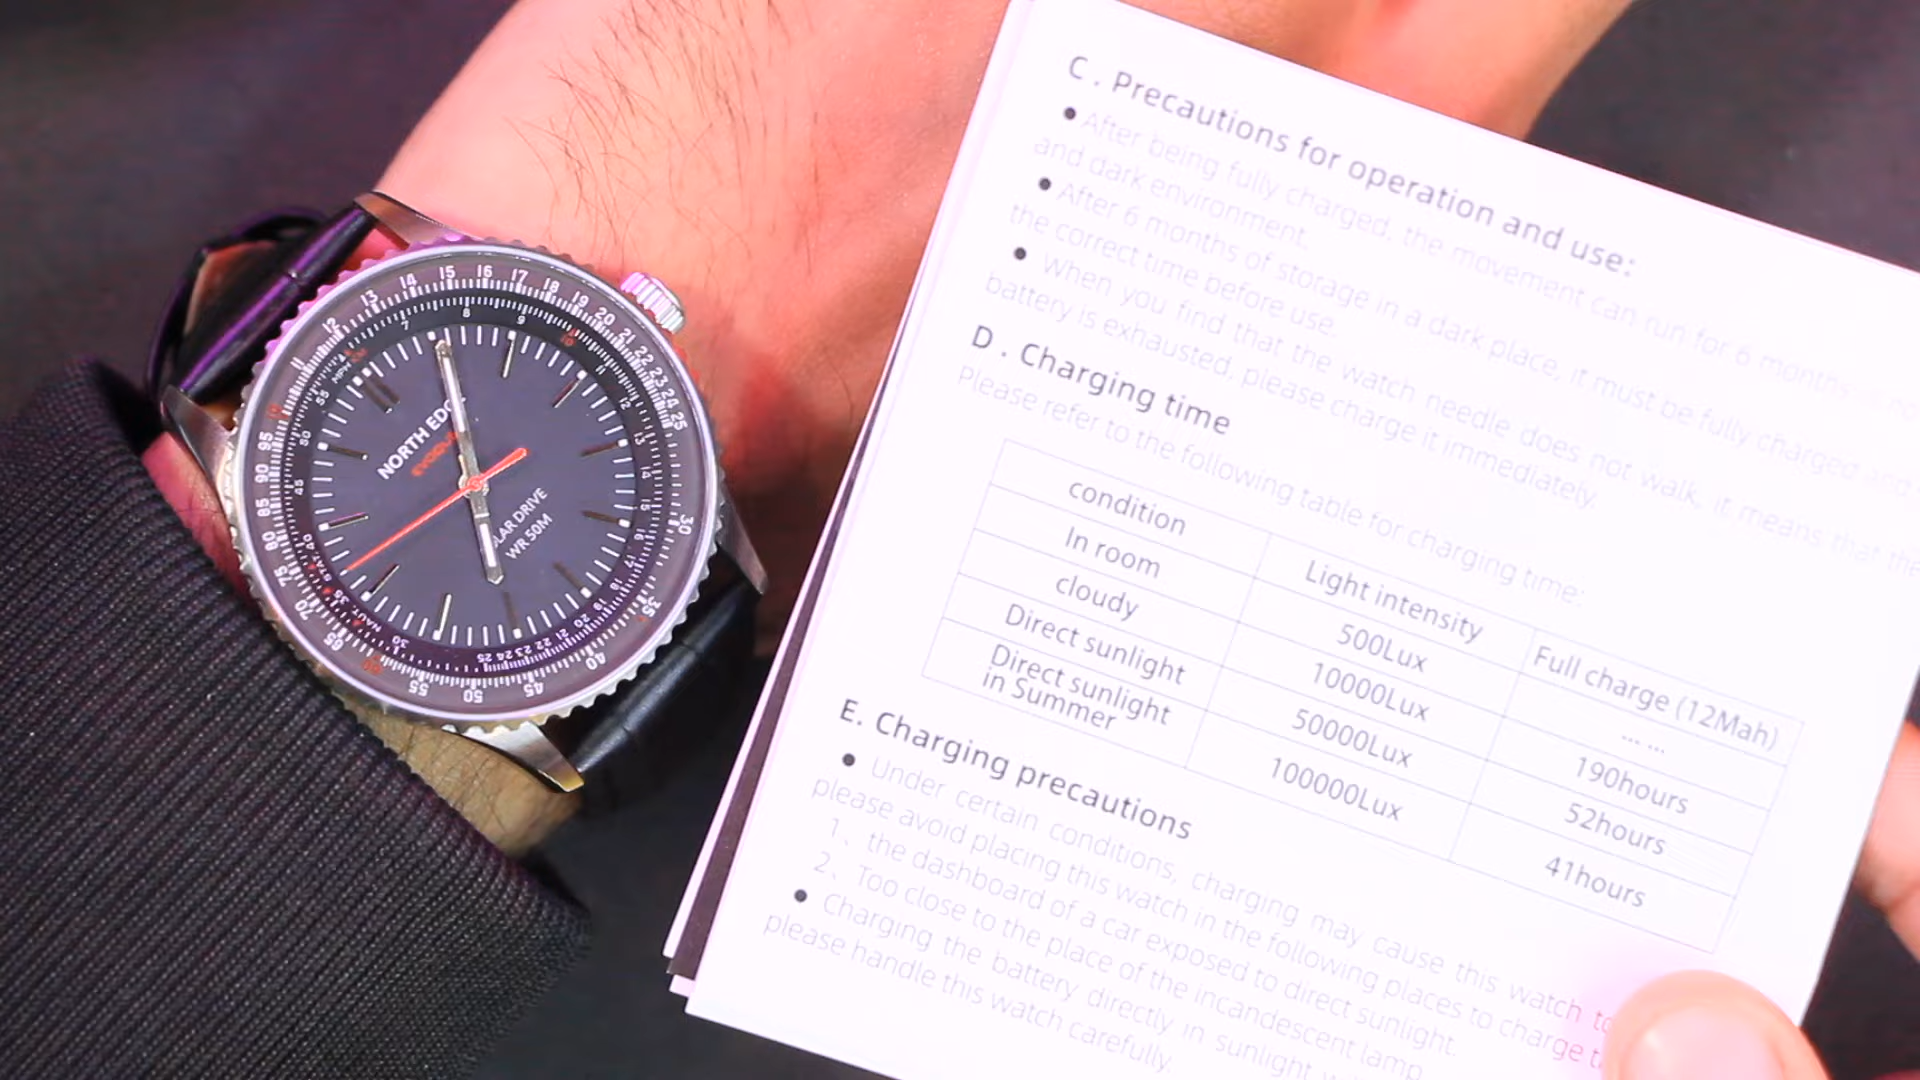 NORTH EDG
EVODUS
LAR DRIVE
WR 50M
C . Precautions for operation and use:
● After being fully charged, the movement can run for 6 months
and dark environment.
● After 6 months of storage in a dark place, it must be fully charged and
the correct time before use.
● When you find that the watch needle does not walk, it means that the
battery is exhausted, please charge it immediately.
D . Charging time
Please refer to the following table for charging time:
condition Light intensity Full charge (12Mah)
In room 500Lux ... ...
cloudy 10000Lux 190hours
Direct sunlight 50000Lux 52hours
Direct sunlight
in Summer 100000Lux 41hours
E. Charging precautions
● Under certain conditions, charging may cause this watch to
please avoid placing this watch in the following places to charge
1、the dashboard of a car exposed to direct sunlight.
2、Too close to the place of the incandescent lamp
● Charging the battery directly in sunlight
please handle this watch carefully